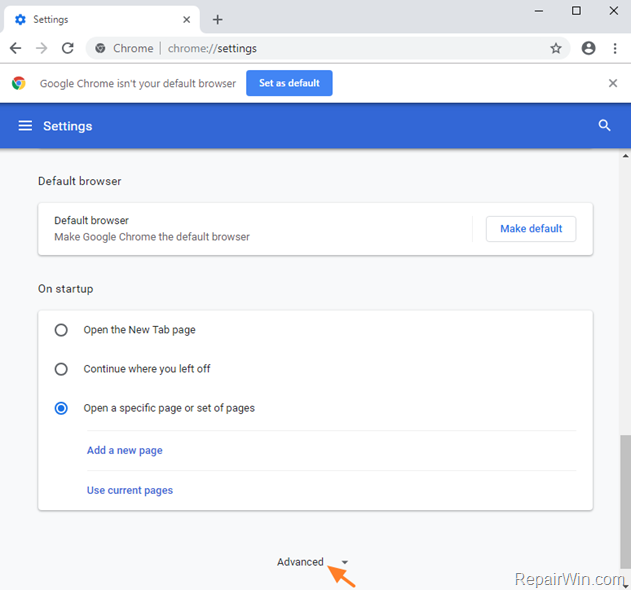 Settings
Chrome | chrome://settings
Google Chrome isn't your default browser Set as default
Settings
Default browser
Default browser
Make Google Chrome the default browser
Make default
On startup
Open the New Tab page
Continue where you left off
Open a specific page or set of pages
Add a new page
Use current pages
Advanced
RepairWin.com